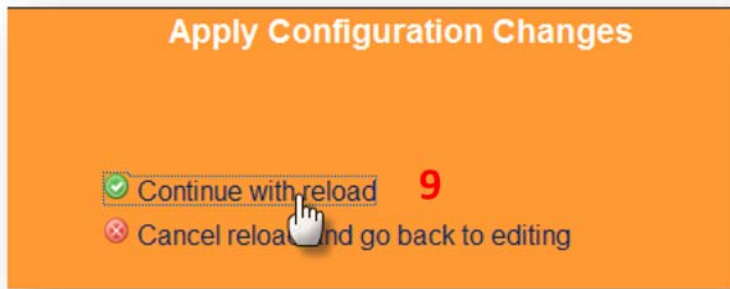 Apply Configuration Changes
Continue with reload 9
Cancel reload and go back to editing